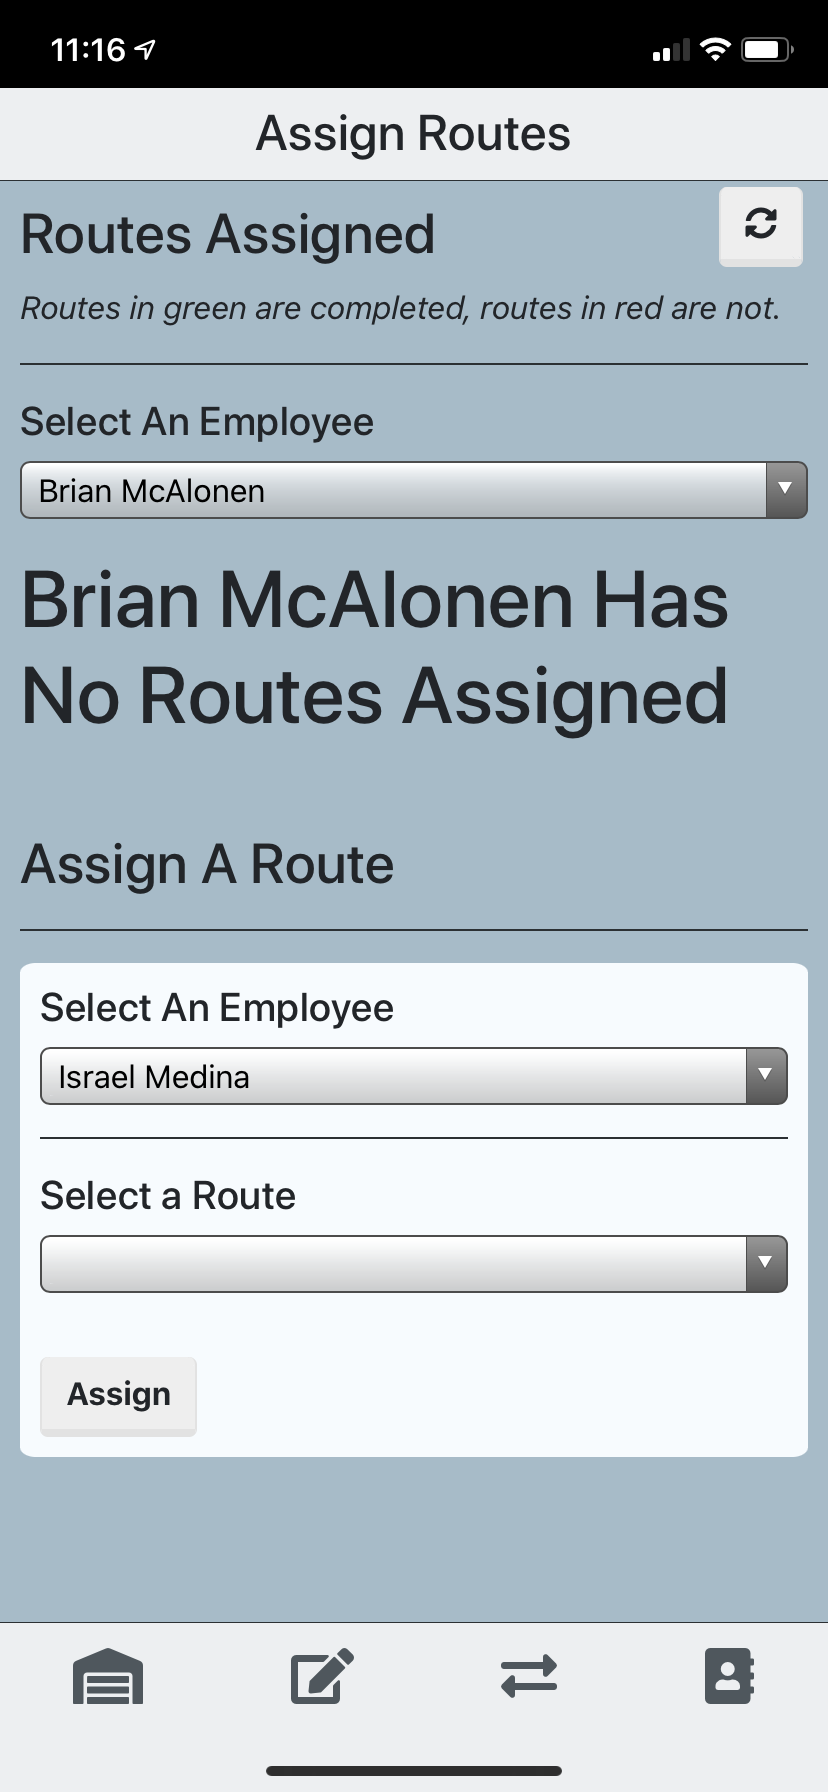 11:16
Assign Routes
Routes Assigned
Routes in green are completed, routes in red are not.
Select An Employee
Brian McAlonen
Brian McAlonen Has
No Routes Assigned
Assign A Route
Select An Employee
Israel Medina
Select a Route
Assign